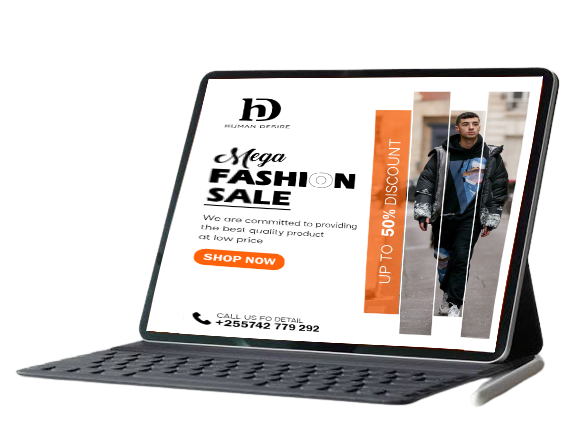 hD
HUMAN DESIRE
Mega
FASHION
SALE
We are committed to providing
the best quality product
at low price
SHOP NOW
UP TO 50% DISCOUNT
CALL US FO DETAIL
+255742 779 292